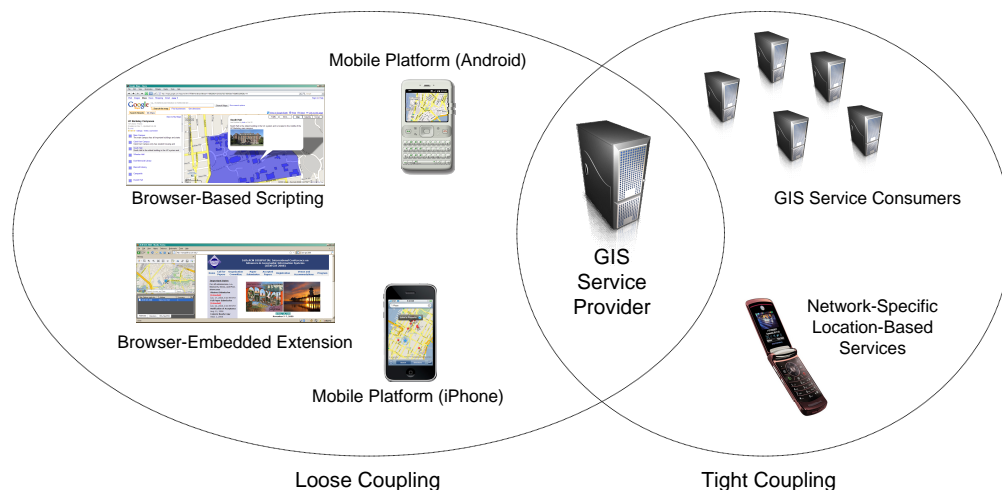 Mobile Platform (Android)
Google
Browser-Based Scripting
GIS Service Consumers
GIS
Service
Provider
Browser-Embedded Extension
Network-Specific
Location-Based
Services
Mobile Platform (iPhone)
Loose Coupling
Tight Coupling